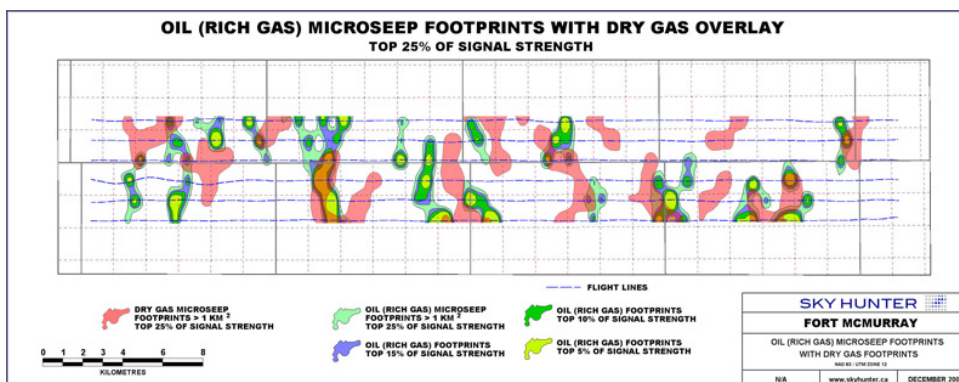 OIL (RICH GAS) MICROSEEP FOOTPRINTS WITH DRY GAS OVERLAY
TOP 25% OF SIGNAL STRENGTH
FLIGHT LINES
DRY GAS MICROSEEP
FOOTPRINTS > 1 KM²
TOP 25% OF SIGNAL STRENGTH
OIL (RICH GAS) MICROSEEP
FOOTPRINTS > 1 KM²
TOP 25% OF SIGNAL STRENGTH
OIL (RICH GAS) FOOTPRINTS
TOP 15% OF SIGNAL STRENGTH
OIL (RICH GAS) FOOTPRINTS
TOP 10% OF SIGNAL STRENGTH
OIL (RICH GAS) FOOTPRINTS
TOP 5% OF SIGNAL STRENGTH
0 1 2 3 4 6 8
KILOMETRES
SKY HUNTER
FORT MCMURRAY
OIL (RICH GAS) MICROSEEP FOOTPRINTS
WITH DRY GAS FOOTPRINTS
NAD 83 / UTM ZONE 12
N/A
www.skyhunter.ca
DECEMBER